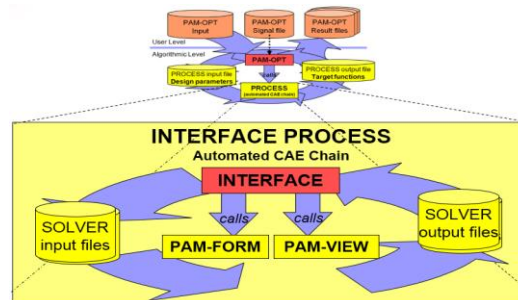 PAM-OPT
Input
PAM-OPT
Signal file
PAM-OPT
Result files
User Level
Algorithmic Level
PAM-OPT
PROCESS input file
Design parameters
calls
PROCESS output file
Target functions
PROCESS
(automated CAE chain)
INTERFACE PROCESS
Automated CAE Chain
INTERFACE
SOLVER
input files
calls
calls
SOLVER
output files
PAM-FORM
PAM-VIEW